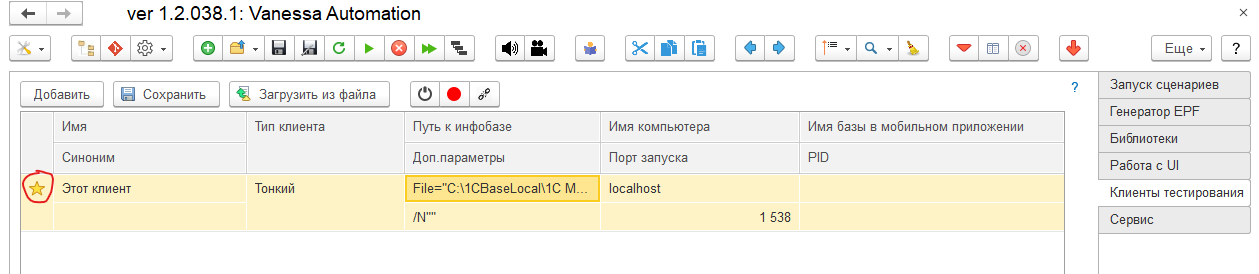 ver 1.2.038.1: Vanessa Automation
Еще ?
Добавить Сохранить Загрузить из файла ?
Имя Тип клиента Путь к инфобазе Имя компьютера Имя базы в мобильном приложении
Синоним Доп.параметры Порт запуска PID
Этот клиент Тонкий File="C:\1CBaseLocal\1C M... localhost
/N"" 1 538
Запуск сценариев
Генератор EPF
Библиотеки
Работа с UI
Клиенты тестирования
Сервис